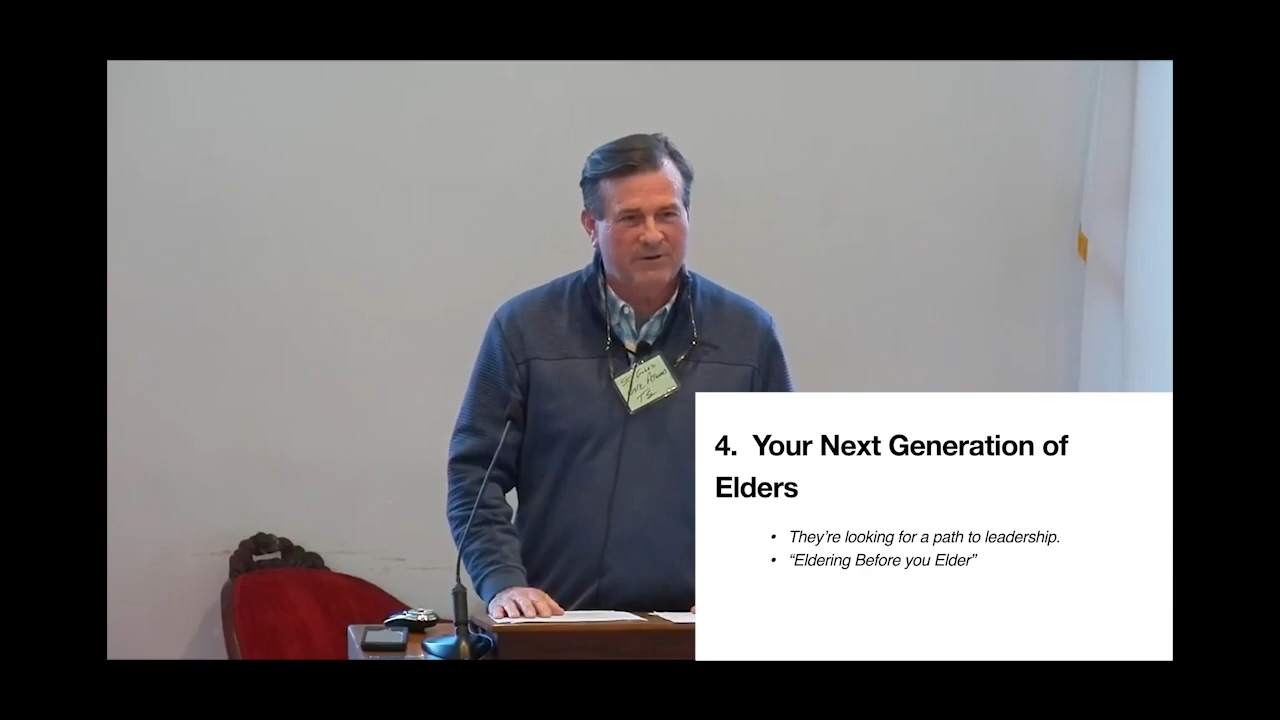 4. Your Next Generation of
Elders
• They’re looking for a path to leadership.
• “Eldering Before you Elder”